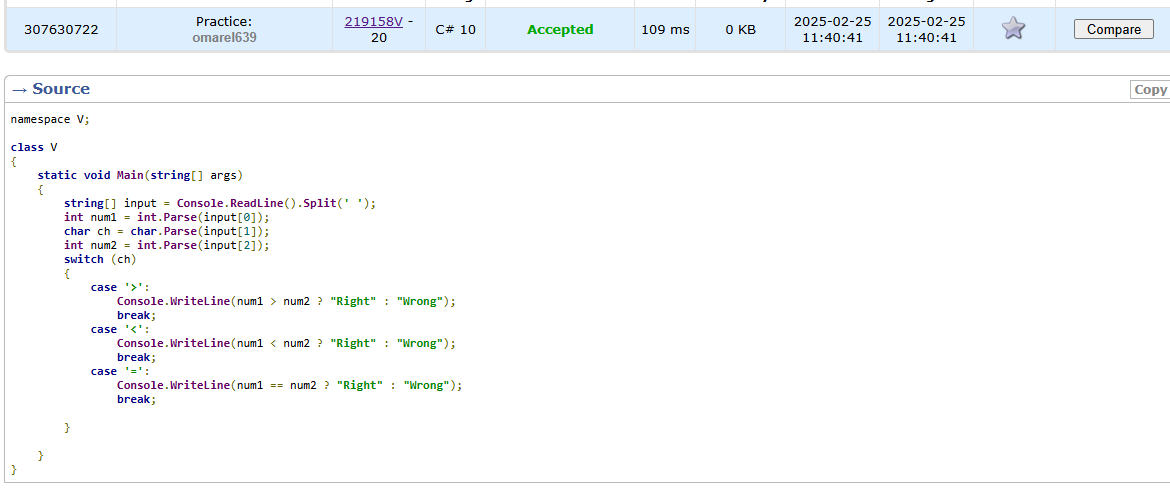 307630722 Practice: omarel639 219158V - 20 C# 10 Accepted 109 ms 0 KB 2025-02-25 11:40:41 2025-02-25 11:40:41 Compare
→ Source Copy
namespace V;
class V
{
static void Main(string[] args)
{
string[] input = Console.ReadLine().Split(' ');
int num1 = int.Parse(input[0]);
char ch = char.Parse(input[1]);
int num2 = int.Parse(input[2]);
switch (ch)
{
case '>':
Console.WriteLine(num1 > num2 ? "Right" : "Wrong");
break;
case '<':
Console.WriteLine(num1 < num2 ? "Right" : "Wrong");
break;
case '=':
Console.WriteLine(num1 == num2 ? "Right" : "Wrong");
break;
}
}
}